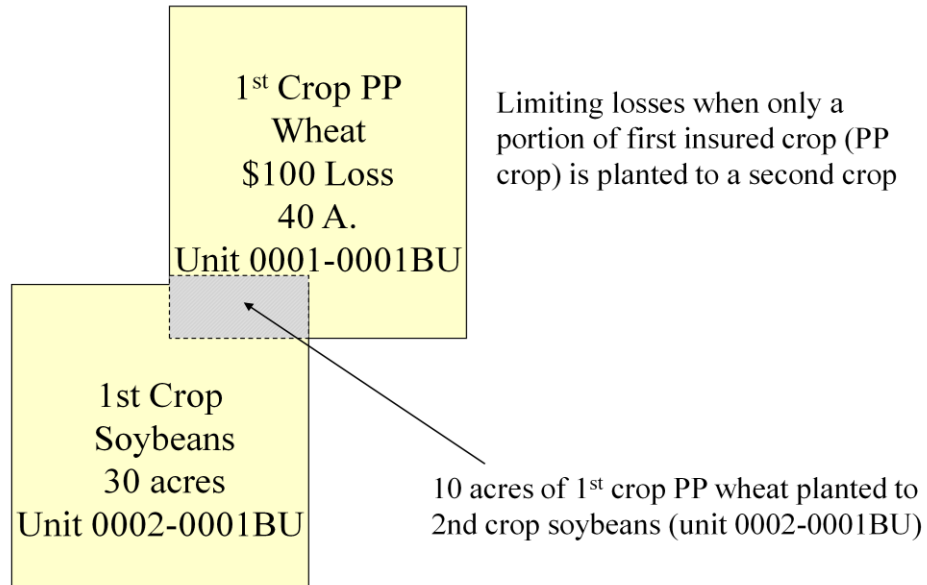 1st Crop PP
Wheat
$100 Loss
40 A.
Unit 0001-0001BU
Limiting losses when only a
portion of first insured crop (PP
crop) is planted to a second crop
1st Crop
Soybeans
30 acres
Unit 0002-0001BU
10 acres of 1st crop PP wheat planted to
2nd crop soybeans (unit 0002-0001BU)